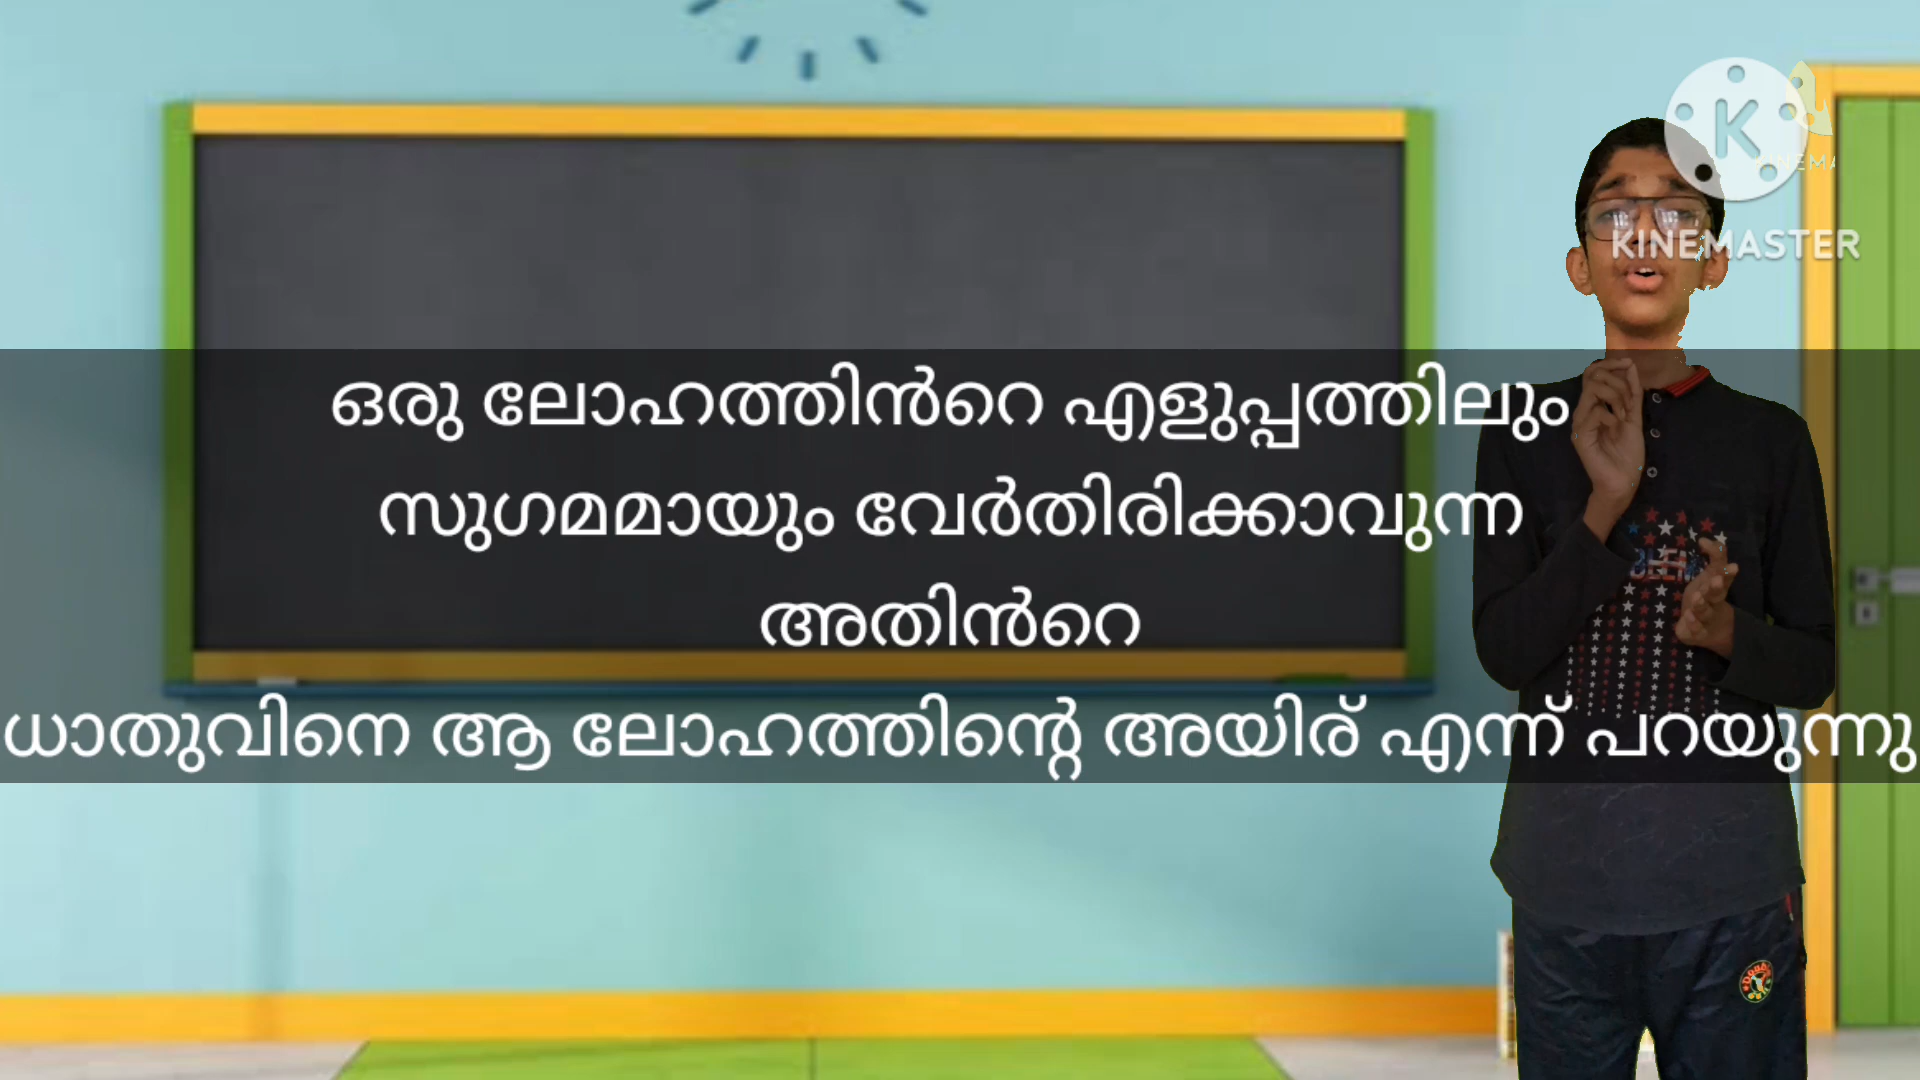 KINEMASTER
ഒരു ലോഹത്തിൻറെ എളുപ്പത്തിലും
സുഗമമായും വേർതിരിക്കാവുന്ന
അതിൻറെ
ധാതുവിനെ ആ ലോഹത്തിന്റെ അയിര് എന്ന് പറയുന്നു